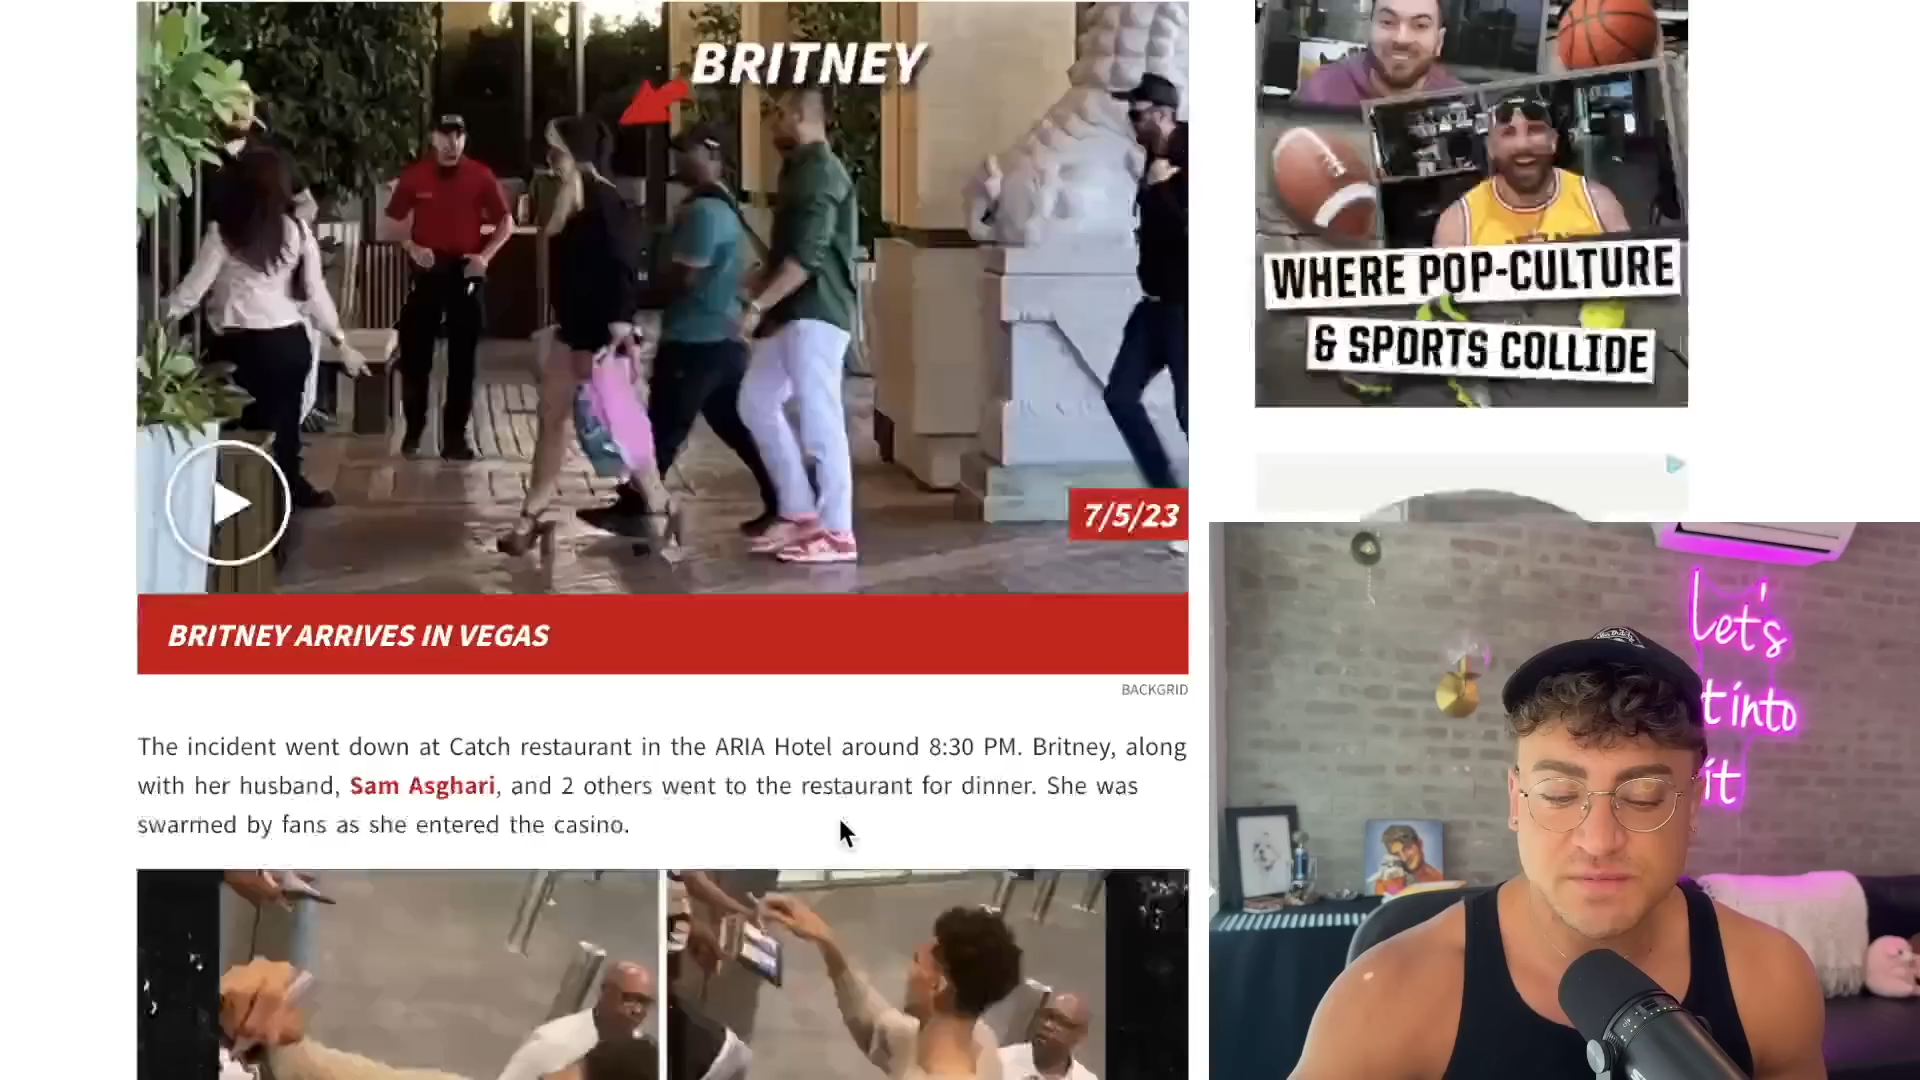 BRITNEY
7/5/23
BRITNEY ARRIVES IN VEGAS
BACKGRID
The incident went down at Catch restaurant in the ARIA Hotel around 8:30 PM. Britney, along
with her husband, Sam Asghari, and 2 others went to the restaurant for dinner. She was
swarmed by fans as she entered the casino.
WHERE POP-CULTURE
& SPORTS COLLIDE
Let's
t into
it